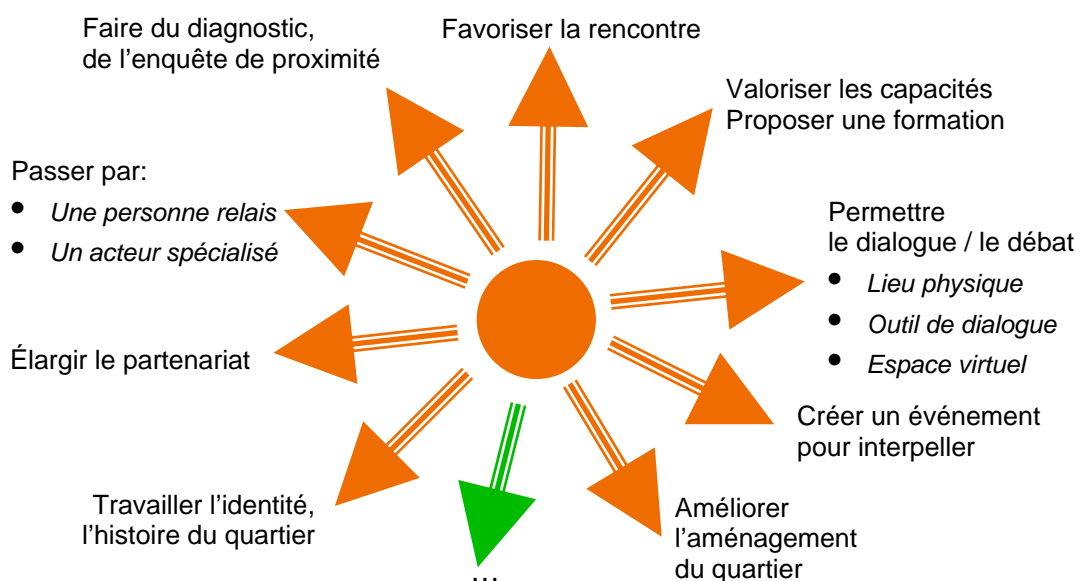 Faire du diagnostic,
de l’enquête de proximité
Favoriser la rencontre
Valoriser les capacités
Proposer une formation
Passer par:
• Une personne relais
• Un acteur spécialisé
Permettre
le dialogue / le débat
• Lieu physique
• Outil de dialogue
• Espace virtuel
Élargir le partenariat
Créer un événement
pour interpeller
Travailler l’identité,
l’histoire du quartier
Améliorer
l’aménagement
du quartier
...